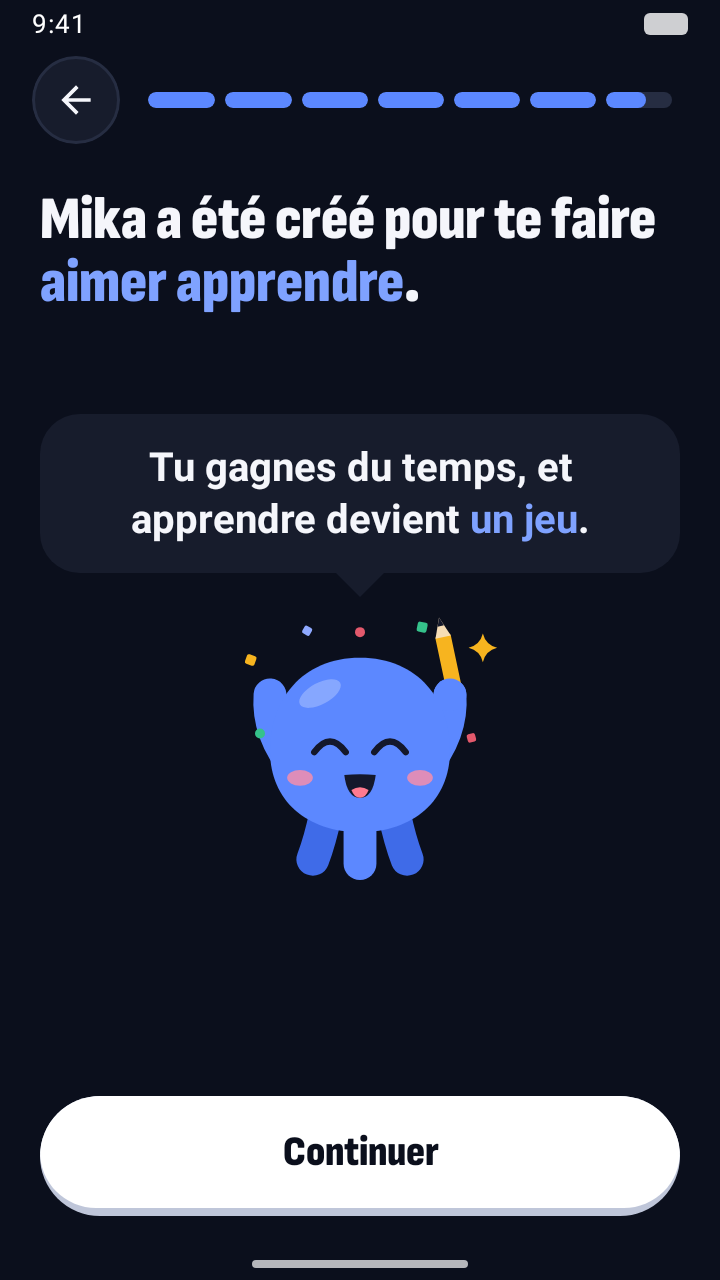 9:41
Mika a été créé pour te faire
aimer apprendre.
Tu gagnes du temps, et
apprendre devient un jeu.
Continuer